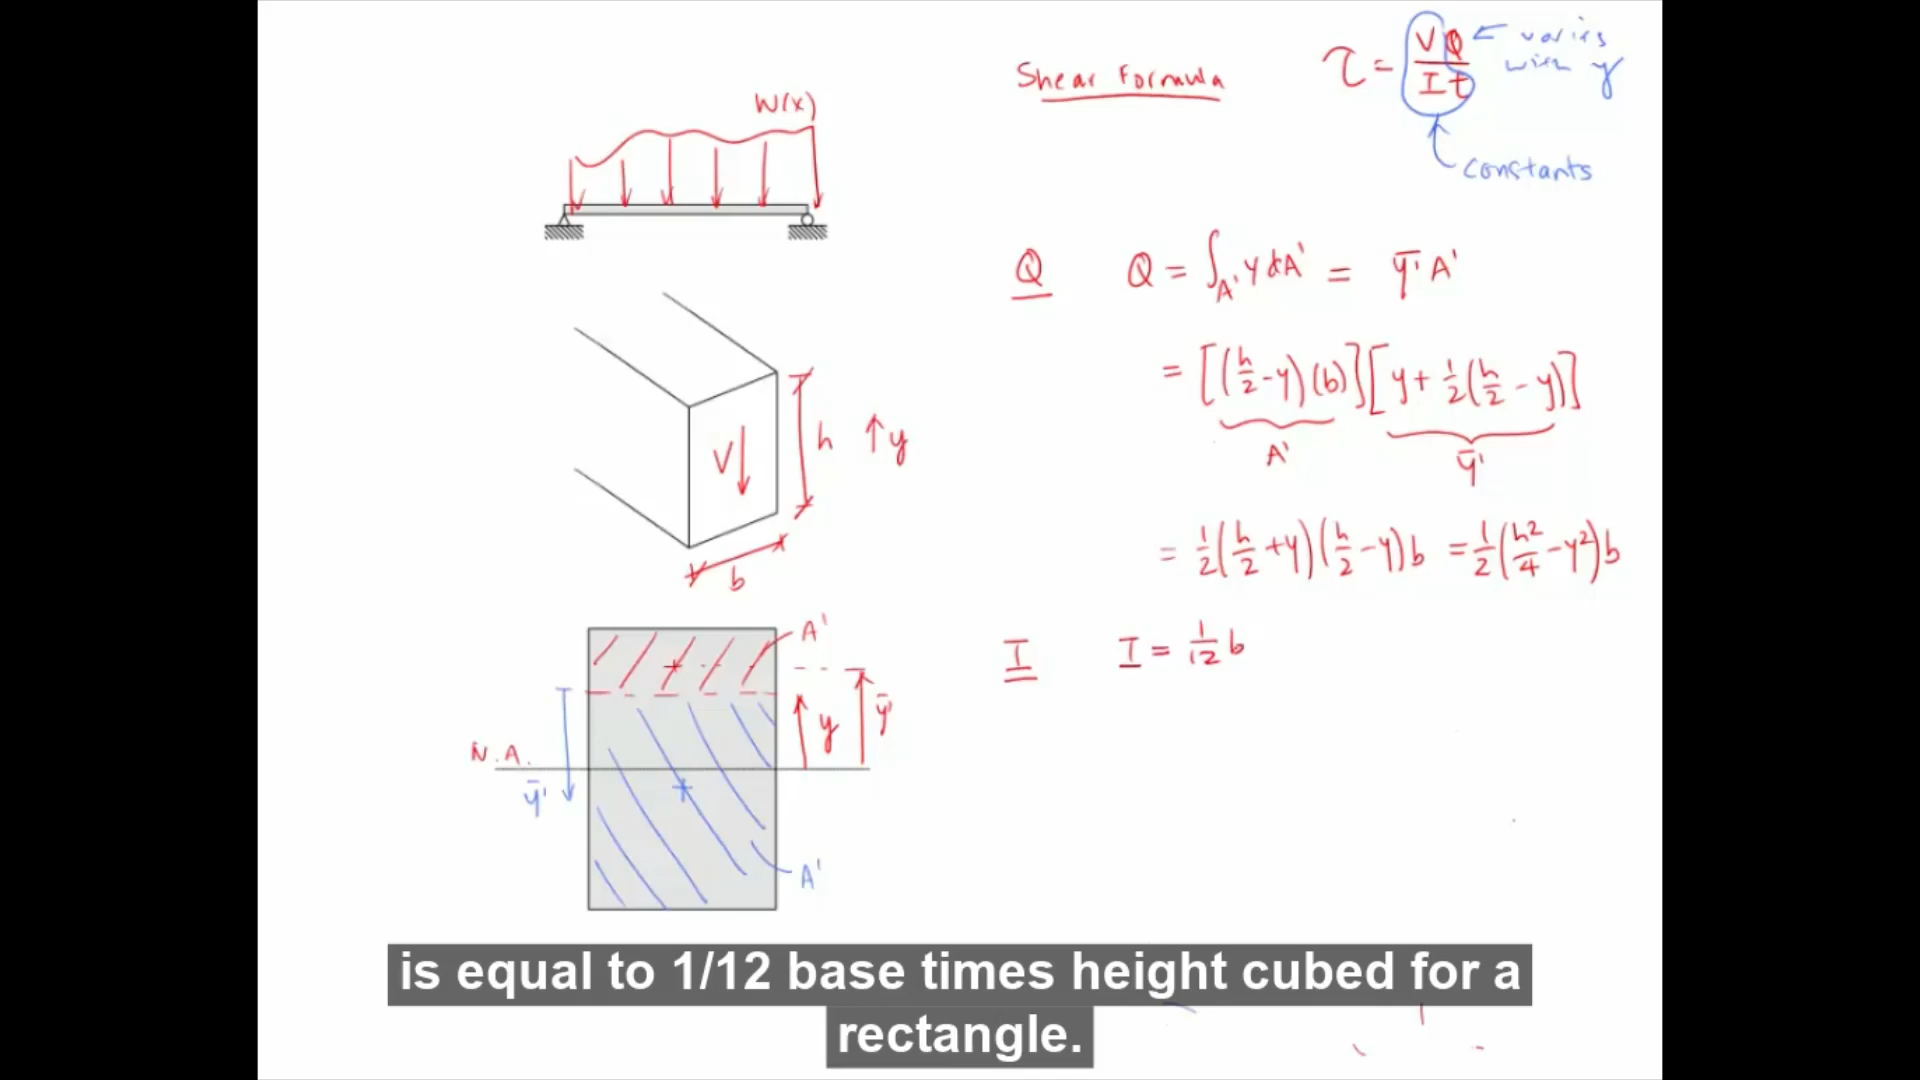 Shear Formula
τ = VQ/It ← varies with y
constants
W(x)
Q
Q = ∫_A' y dA' = ȳ'A'
= [(h/2 - y)(b)][y + 1/2(h/2 - y)]
A' ȳ'
V h ↑y
b
= 1/2(h/2 + y)(h/2 - y)b = 1/2(h²/4 - y²)b
A'
I I = 1/12 b
y ȳ'
N.A.
ȳ'
A'
is equal to 1/12 base times height cubed for a
rectangle.